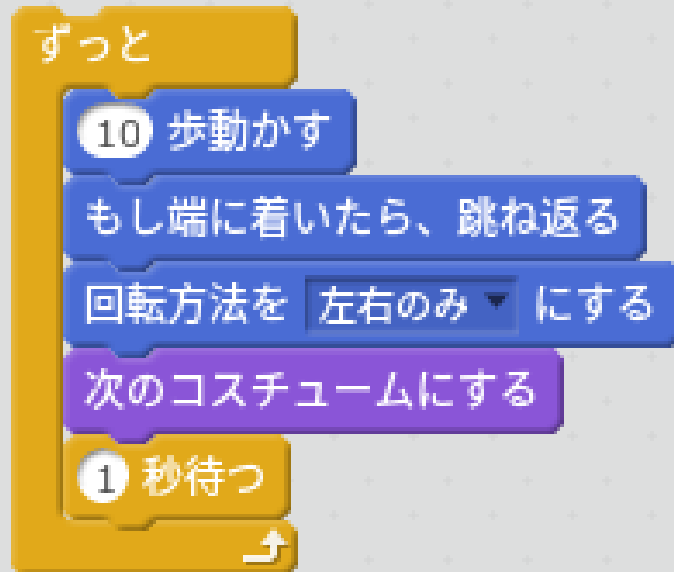 ずっと
10 歩動かす
もし端に着いたら、跳ね返る
回転方法を 左右のみ にする
次のコスチュームにする
1 秒待つ